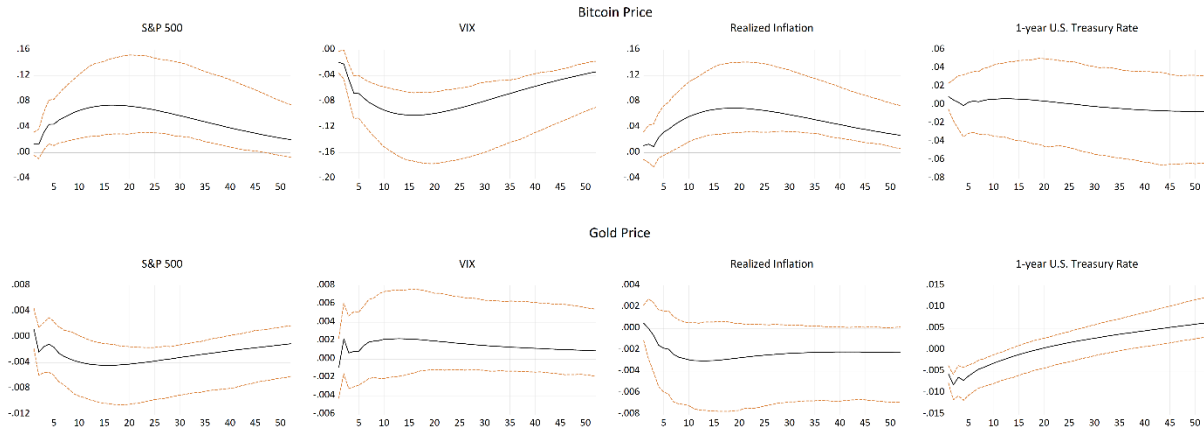 Bitcoin Price
S&P 500 VIX Realized Inflation 1-year U.S. Treasury Rate
.16 .00 .16 .06
.12 -.04 .12 .04
.08 -.08 .08 .02
.04 -.12 .04 .00
.00 -.16 .00 -.02
-.04 -.20 -.04 -.04
-.06
-.08
5 10 15 20 25 30 35 40 45 50 5 10 15 20 25 30 35 40 45 50 5 10 15 20 25 30 35 40 45 50 5 10 15 20 25 30 35 40 45 50
Gold Price
S&P 500 VIX Realized Inflation 1-year U.S. Treasury Rate
.008 .008 .004 .015
.004 .006 .002 .010
.000 .004 .000 .005
-.004 .002 -.002 .000
-.008 .000 -.004 -.005
-.012 -.002 -.006 -.010
-.004 -.008 -.015
-.006
5 10 15 20 25 30 35 40 45 50 5 10 15 20 25 30 35 40 45 50 5 10 15 20 25 30 35 40 45 50 5 10 15 20 25 30 35 40 45 50